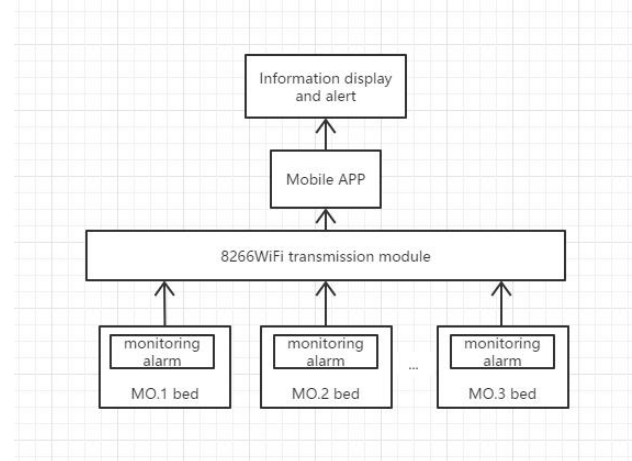 Information display
and alert
Mobile APP
8266WiFi transmission module
monitoring
alarm
MO.1 bed
monitoring
alarm
MO.2 bed
...
monitoring
alarm
MO.3 bed